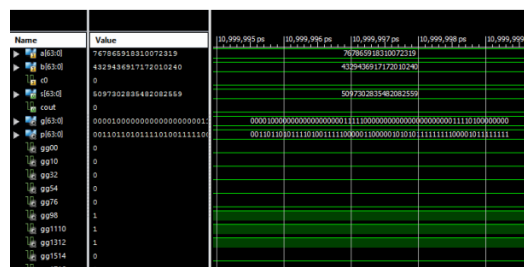 Name Value 10,999,995 ps 10,999,996 ps 10,999,997 ps 10,999,998 ps
a[63:0] 767865918310072319 767865918310072319
b[63:0] 4329436917172010240 4329436917172010240
c0 0
s[63:0] 5097302835482082559 5097302835482082559
cout 0
g[63:0]
p[63:0]
gg00 0
gg10 0
gg32 0
gg54 0
gg76 0
gg98 1
gg1110 1
gg1312 1
gg1514 0